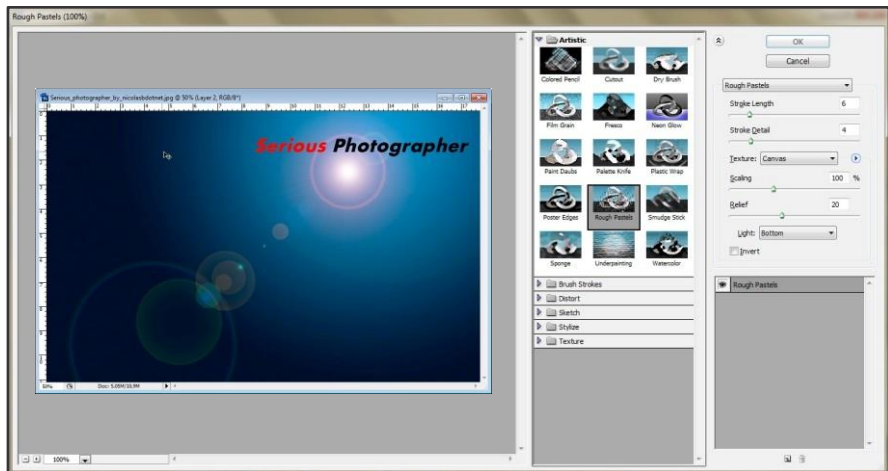 Rough Pastels (100%)
Serious_photographer_by_nicolasbdotnet.jpg @ 50% (Layer 2, RGB/8*)
Serious Photographer
50%
Doc: 5.05M/10.9M
100%
Artistic
Colored Pencil
Cutout
Dry Brush
Film Grain
Fresco
Neon Glow
Paint Daubs
Palette Knife
Plastic Wrap
Poster Edges
Rough Pastels
Smudge Stick
Sponge
Underpainting
Watercolor
Brush Strokes
Distort
Sketch
Stylize
Texture
OK
Cancel
Rough Pastels
Stroke Length 6
Stroke Detail 4
Texture: Canvas
Scaling 100 %
Relief 20
Light: Bottom
Invert
Rough Pastels